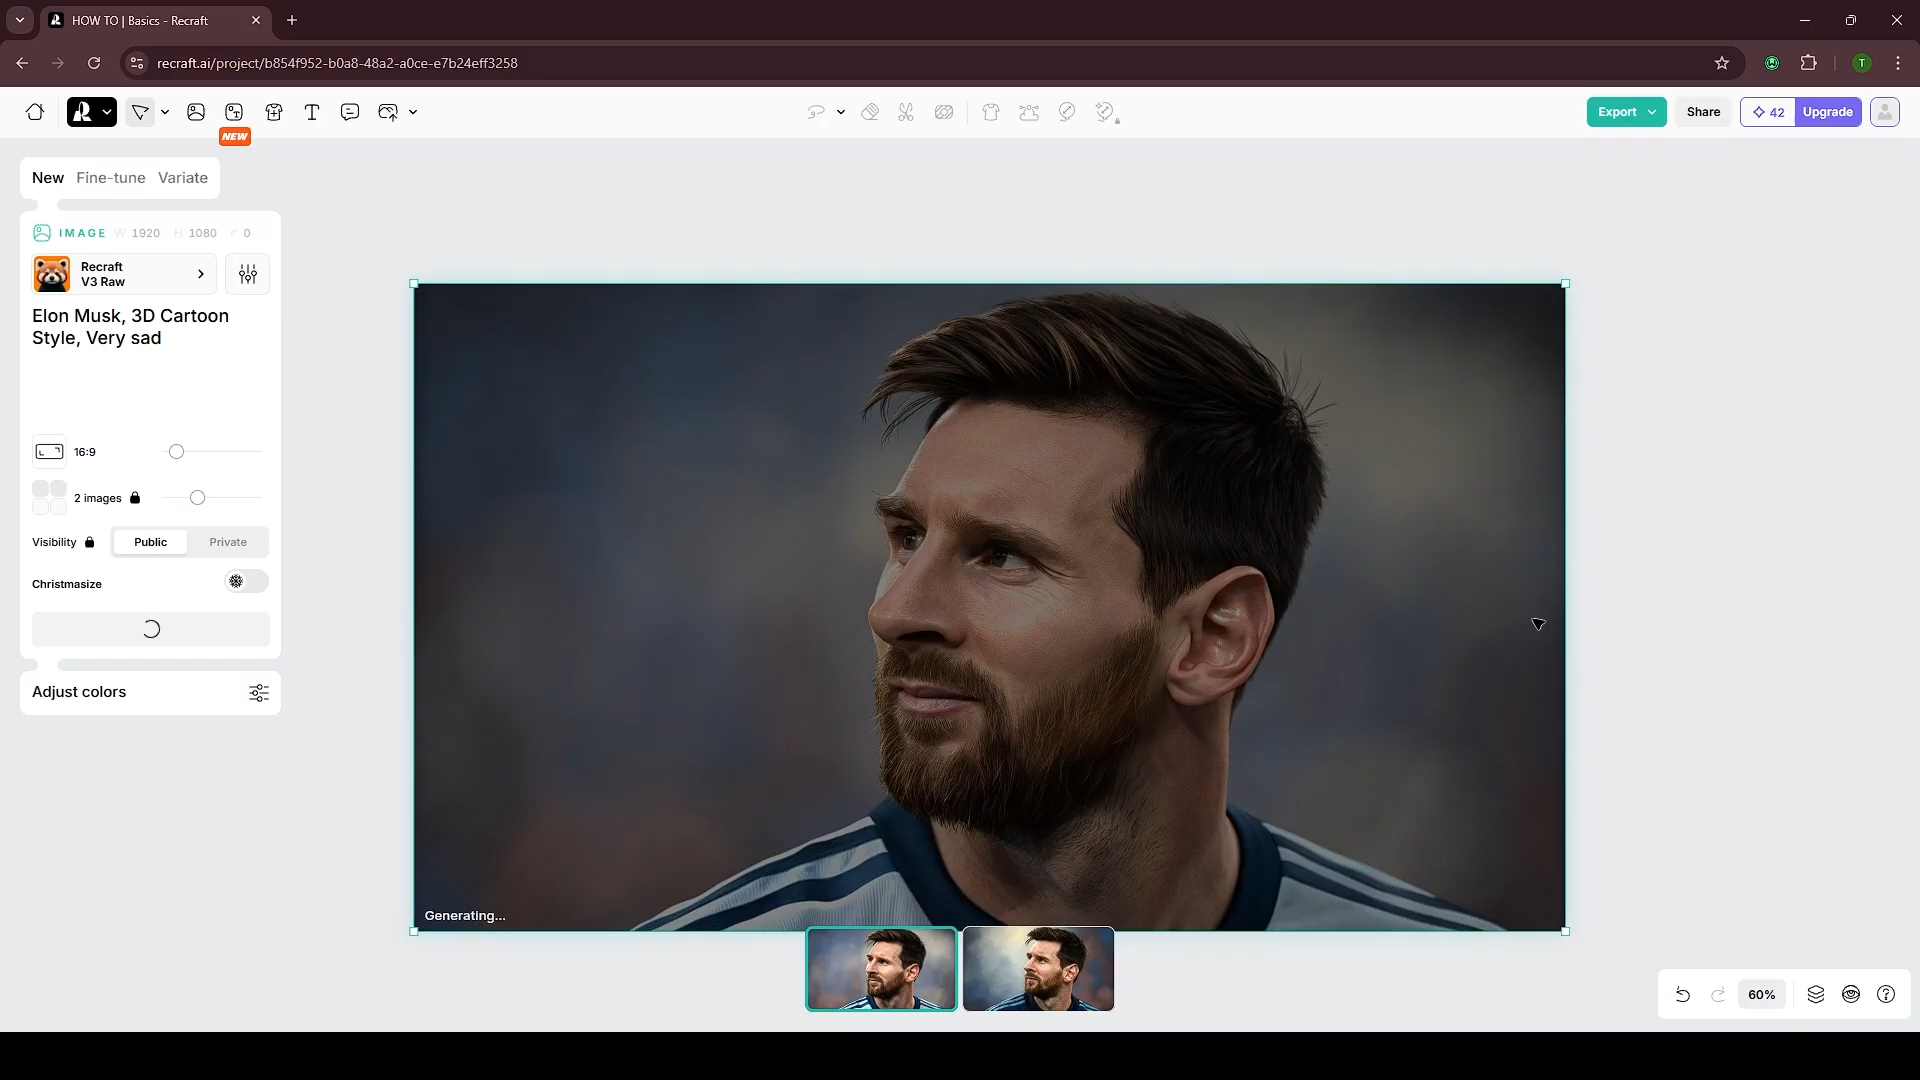 HOW TO | Basics - Recraft
recraft.ai/project/b854f952-b0a8-48a2-a0ce-e7b24eff3258
T
T
NEW
Export
Share
42
Upgrade
New Fine-tune Variate
IMAGE W 1920 H 1080 0
Recraft
V3 Raw
Elon Musk, 3D Cartoon
Style, Very sad
16:9
2 images
Visibility Public Private
Christmasize
Adjust colors
Generating...
60%